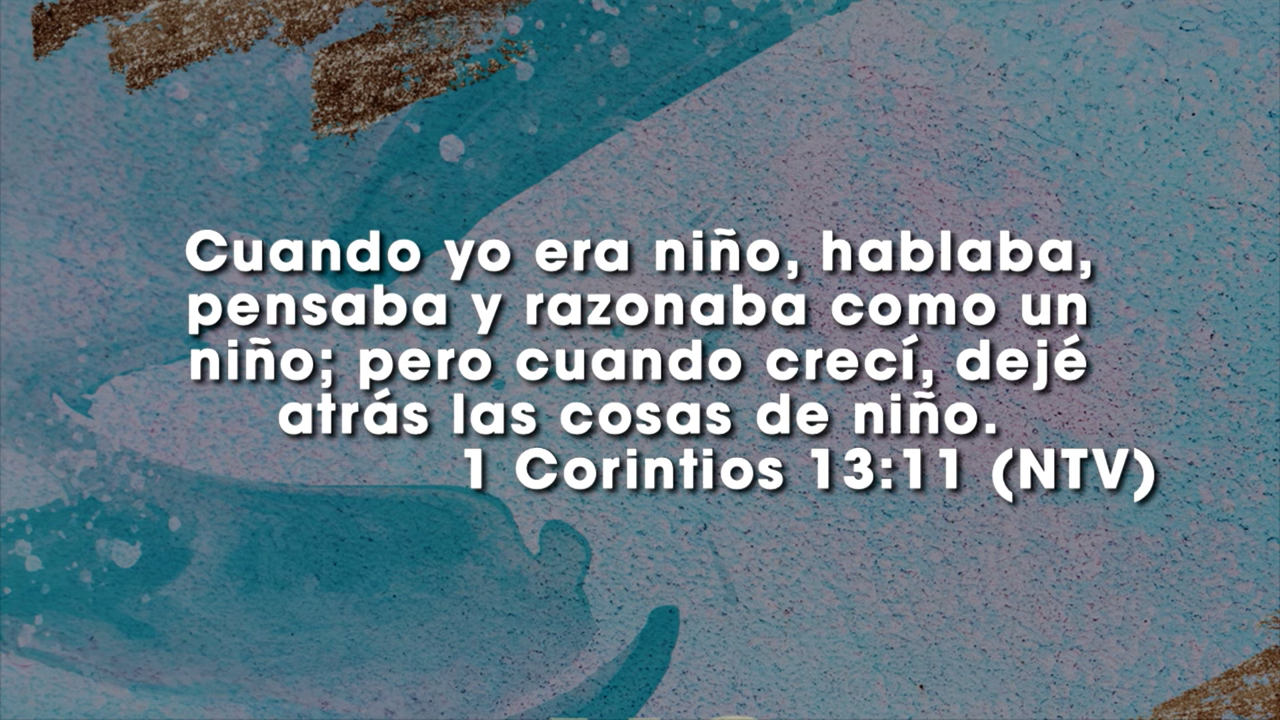 Cuando yo era niño, hablaba,
pensaba y razonaba como un
niño; pero cuando crecí, dejé
atrás las cosas de niño.
1 Corintios 13:11 (NTV)